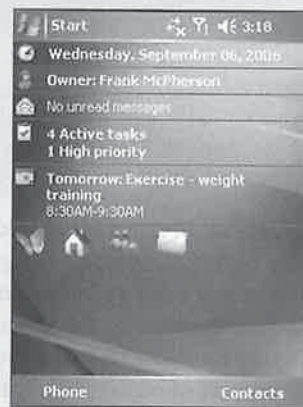 Start 3:18
Wednesday, September 06, 2006
Owner: Frank McPherson
No unread messages
4 Active tasks
1 High priority
Tomorrow: Exercise - weight
training
8:30AM-9:30AM
Phone Contacts